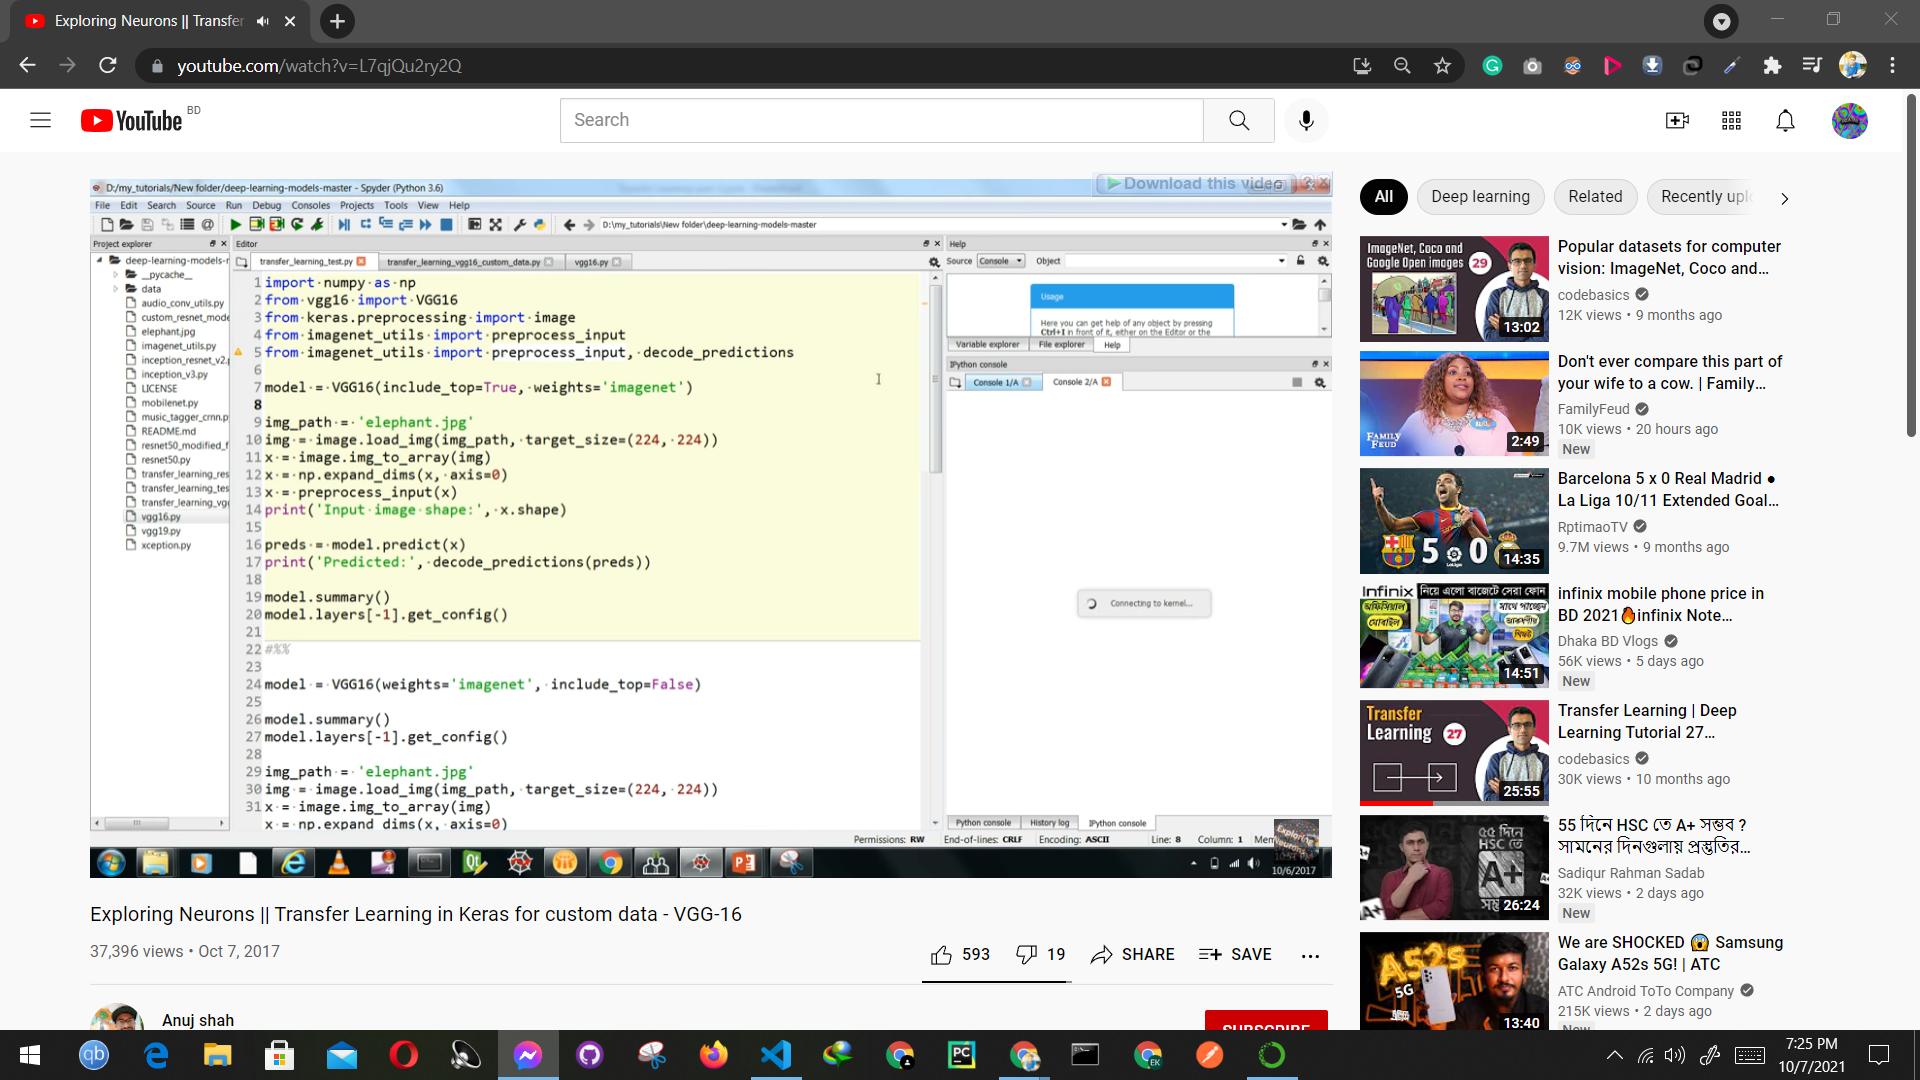 Exploring Neurons || Transfer
youtube.com/watch?v=L7qjQu2ry2Q
YouTube BD
Search
D:/my_tutorials/New folder/deep-learning-models-master - Spyder (Python 3.6)
Download this video
File Edit Search Source Run Debug Consoles Projects Tools View Help
D:\my_tutorials\New folder\deep-learning-models-master
Project explorer
deep-learning-models-r
__pycache__
data
audio_conv_utils.py
custom_resnet_mode
elephant.jpg
imagenet_utils.py
inception_resnet_v2.p
inception_v3.py
LICENSE
mobilenet.py
music_tagger_crnn.p
README.md
resnet50_modified_f
resnet50.py
transfer_learning_res
transfer_learning_tes
transfer_learning_vg
vgg16.py
vgg19.py
xception.py
Editor
transfer_learning_test.py transfer_learning_vgg16_custom_data.py vgg16.py
1 import numpy as np
2 from vgg16 import VGG16
3 from keras.preprocessing import image
4 from imagenet_utils import preprocess_input
5 from imagenet_utils import preprocess_input, decode_predictions
6
7 model = VGG16(include_top=True, weights='imagenet')
8
9 img_path = 'elephant.jpg'
10 img = image.load_img(img_path, target_size=(224, 224))
11 x = image.img_to_array(img)
12 x = np.expand_dims(x, axis=0)
13 x = preprocess_input(x)
14 print('Input image shape:', x.shape)
15
16 preds = model.predict(x)
17 print('Predicted:', decode_predictions(preds))
18
19 model.summary()
20 model.layers[-1].get_config()
21
22 #%%
23
24 model = VGG16(weights='imagenet', include_top=False)
25
26 model.summary()
27 model.layers[-1].get_config()
28
29 img_path = 'elephant.jpg'
30 img = image.load_img(img_path, target_size=(224, 224))
31 x = image.img_to_array(img)
x = np.expand_dims(x, axis=0)
Help
Source Console Object
Usage
Here you can get help of any object by pressing
Ctrl+I in front of it, either on the Editor or the
Variable explorer File explorer Help
IPython console
Console 1/A Console 2/A
Connecting to kernel...
Python console History log IPython console
Permissions: RW End-of-lines: CRLF Encoding: ASCII Line: 8 Column: 1 Mem
10/6/2017
Exploring Neurons || Transfer Learning in Keras for custom data - VGG-16
37,396 views • Oct 7, 2017
593 19 SHARE SAVE
Anuj shah
SUBSCRIBE
All Deep learning Related Recently uplo
ImageNet, Coco and
Google Open images 29
13:02
Popular datasets for computer
vision: ImageNet, Coco and...
codebasics
12K views • 9 months ago
FAMILY
FEUD
2:49
Don't ever compare this part of
your wife to a cow. | Family...
FamilyFeud
10K views • 20 hours ago
New
5 0
14:35
Barcelona 5 x 0 Real Madrid ●
La Liga 10/11 Extended Goal...
RptimaoTV
9.7M views • 9 months ago
Infinix নিয়ে এলো বাজেটে সেরা ফোন
14:51
infinix mobile phone price in
BD 2021🔥infinix Note...
Dhaka BD Vlogs
56K views • 5 days ago
New
Transfer
Learning 27
25:55
Transfer Learning | Deep
Learning Tutorial 27...
codebasics
30K views • 10 months ago
৫৫ দিনে
HSC তে
A+
26:24
55 দিনে HSC তে A+ সম্ভব ?
সামনের দিনগুলায় প্রস্তুতির...
Sadiqur Rahman Sadab
32K views • 2 days ago
New
A52s
5G
13:40
We are SHOCKED 😱 Samsung
Galaxy A52s 5G! | ATC
ATC Android ToTo Company
215K views • 2 days ago
New
7:25 PM
10/7/2021